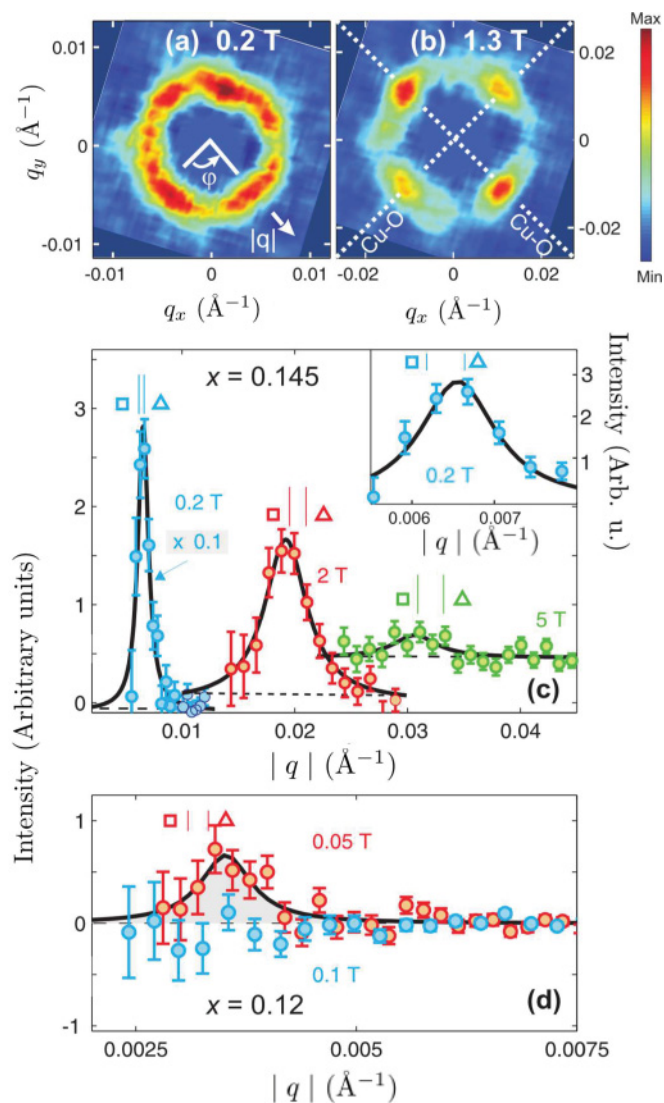 (a) 0.2 T
(b) 1.3 T
Max
Min
0.01
0
-0.01
q_y (Å⁻¹)
φ
|q|
-0.01 0 0.01
q_x (Å⁻¹)
Cu-O
Cu-O
0.02
0
-0.02
-0.02 0 0.02
q_x (Å⁻¹)
x = 0.145
0.2 T
x 0.1
2 T
5 T
(c)
3
2
1
0
0.01 0.02 0.03 0.04
| q | (Å⁻¹)
0.2 T
3
2
1
0.006 0.007
| q | (Å⁻¹)
Intensity (Arb. u.)
Intensity (Arbitrary units)
0.05 T
0.1 T
x = 0.12
(d)
1
0
-1
0.0025 0.005 0.0075
| q | (Å⁻¹)